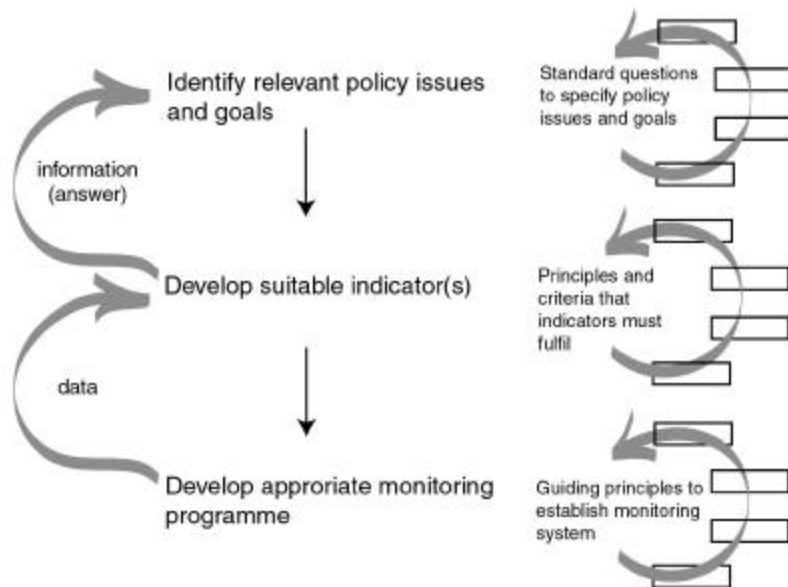 Identify relevant policy issues
and goals
Standard questions
to specify policy
issues and goals
information
(answer)
Develop suitable indicator(s)
Principles and
criteria that
indicators must
fulfil
data
Develop approriate monitoring
programme
Guiding principles to
establish monitoring
system